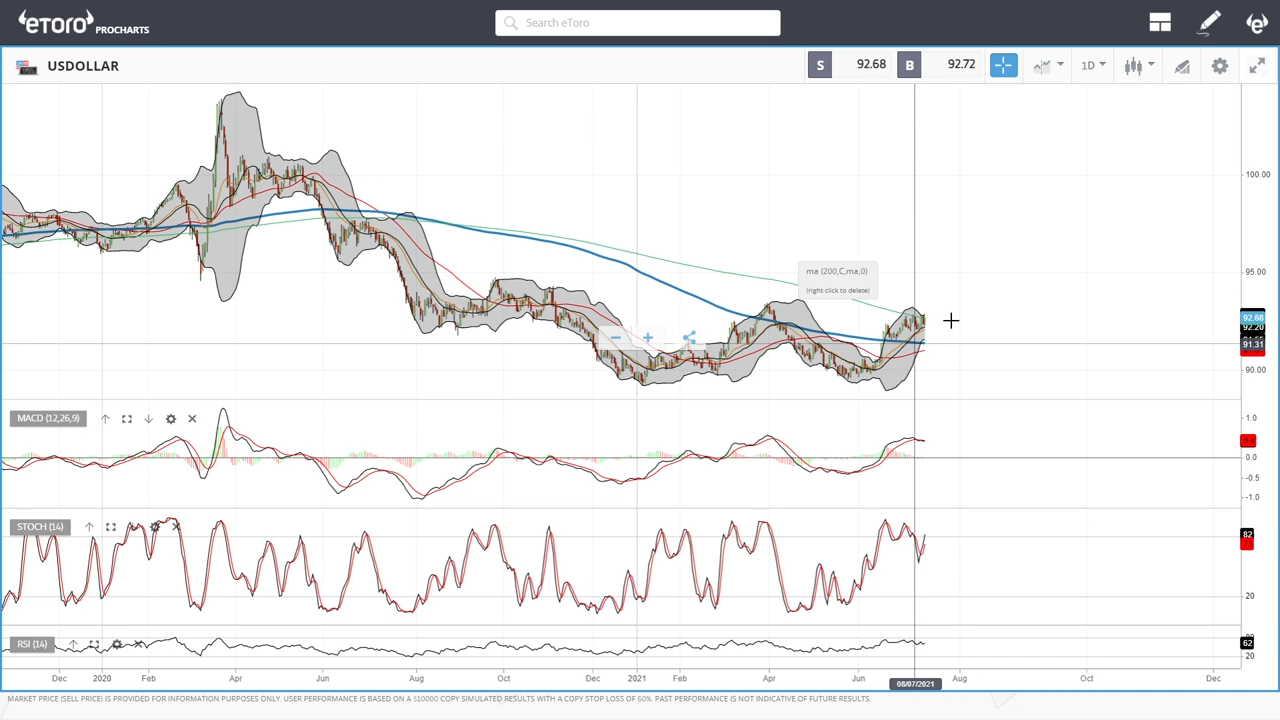 eToro PROCHARTS
Search eToro
USDOLLAR
S 92.68 B 92.72
1D
100.00
95.00
ma (200,C,ma,0)
(right click to delete)
92.68
92.20
91.31
90.00
MACD (12,26,9)
1.0
0.4
0.0
-0.5
-1.0
STOCH (14)
82
20
RSI (14)
62
20
Dec 2020 Feb Apr Jun Aug Oct Dec 2021 Feb Apr Jun Aug Oct Dec
08/07/2021
MARKET PRICE (SELL PRICE) IS PROVIDED FOR INFORMATION PURPOSES ONLY. USER PERFORMANCE IS BASED ON A $10000 COPY SIMULATED RESULTS WITH A COPY STOP LOSS OF 60%. PAST PERFORMANCE IS NOT INDICATIVE OF FUTURE RESULTS.